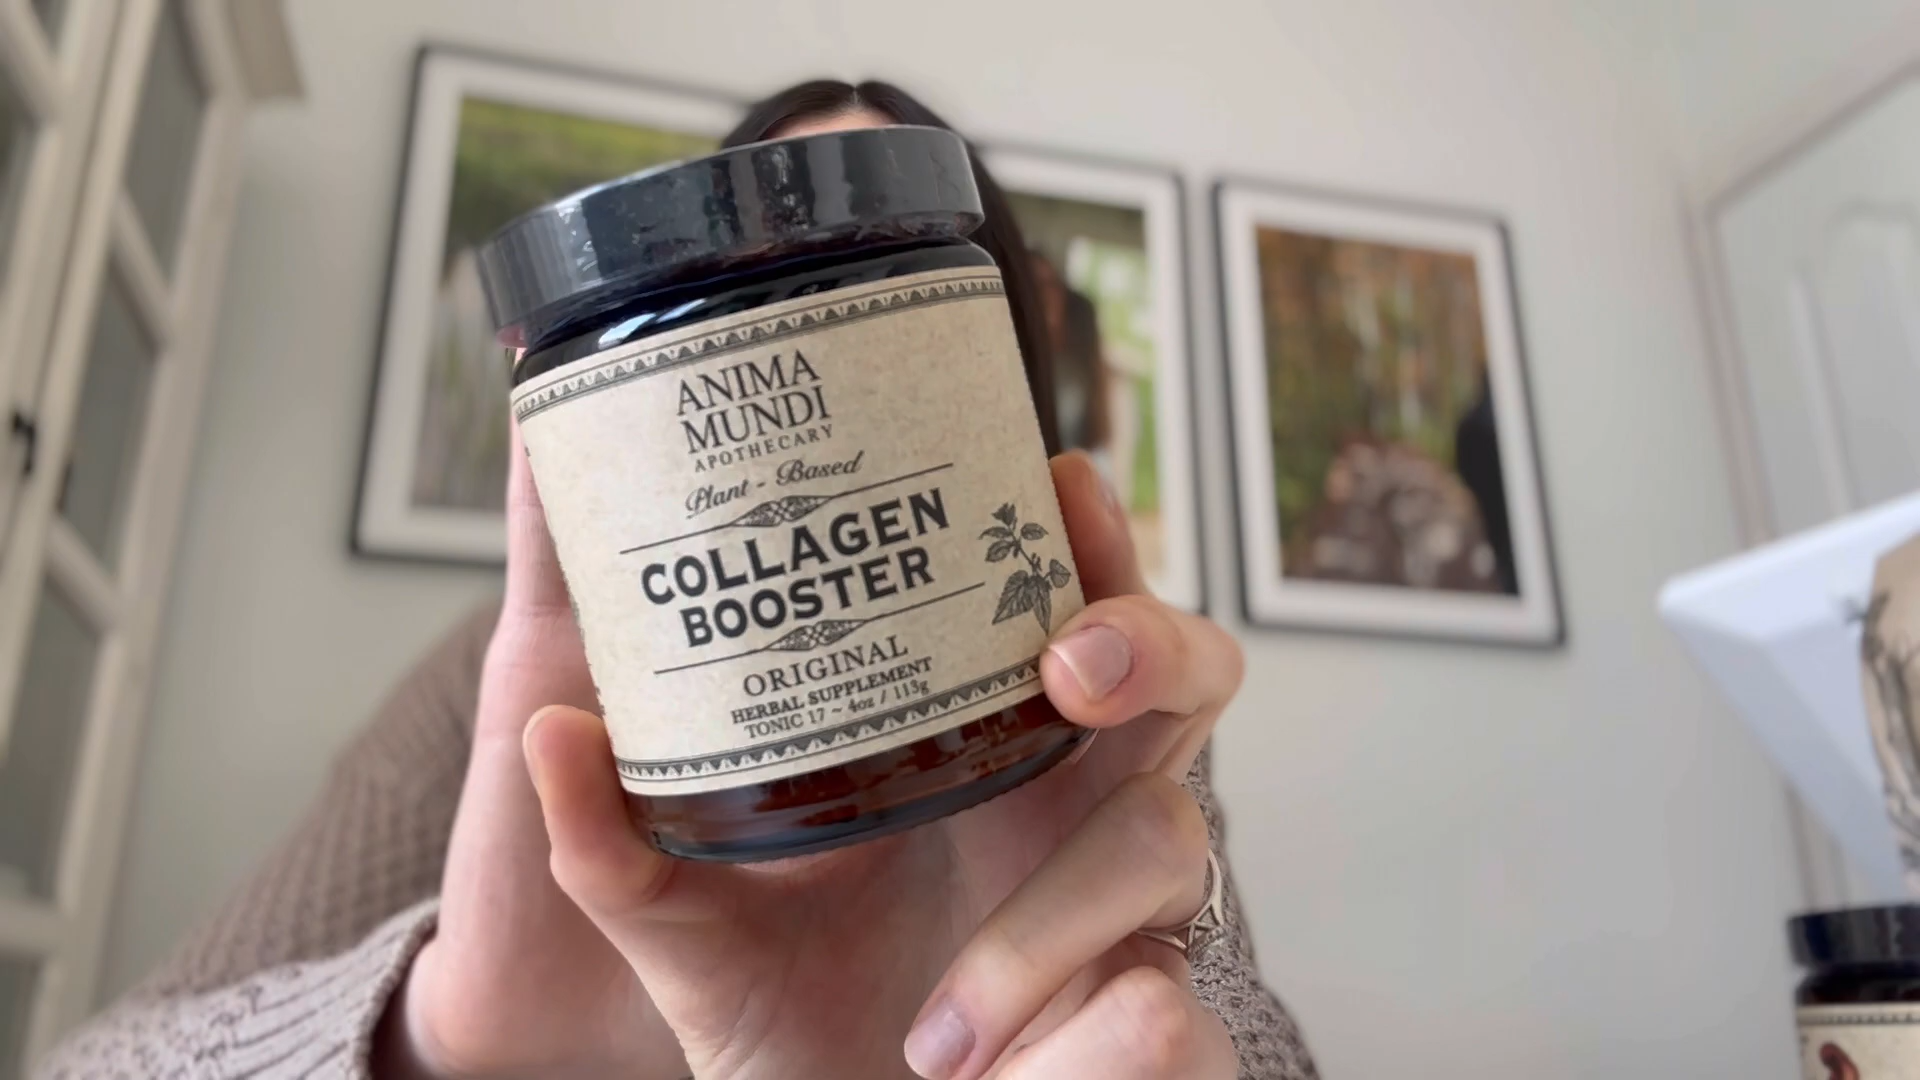 ANIMA
MUNDI
APOTHECARY
Plant - Based
COLLAGEN
BOOSTER
ORIGINAL
HERBAL SUPPLEMENT
TONIC 17 ~ 4oz / 113g